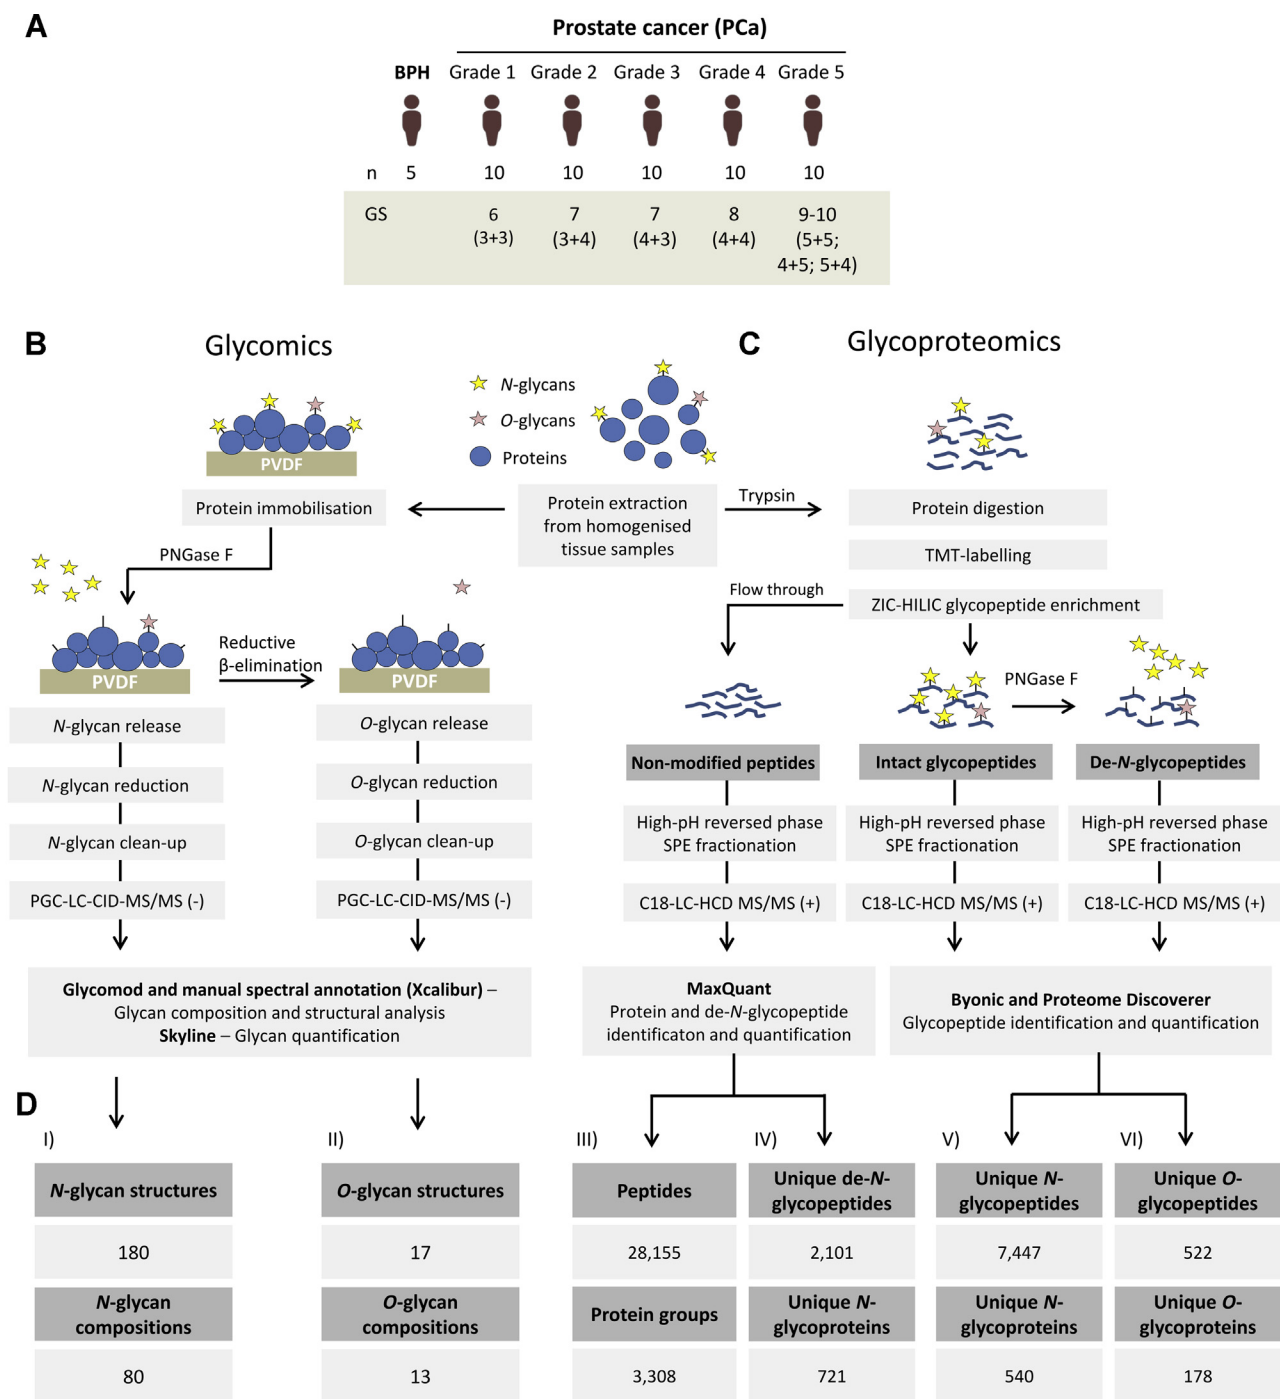 A
Prostate cancer (PCa)
BPH Grade 1 Grade 2 Grade 3 Grade 4 Grade 5
n 5 10 10 10 10 10
GS 6 7 7 8 9-10
(3+3) (3+4) (4+3) (4+4) (5+5;
4+5; 5+4)
B Glycomics
N-glycans
O-glycans
Proteins
PVDF
Protein immobilisation
PNGase F
Protein extraction
from homogenised
tissue samples
PVDF
Reductive
β-elimination
PVDF
N-glycan release
N-glycan reduction
N-glycan clean-up
PGC-LC-CID-MS/MS (-)
O-glycan release
O-glycan reduction
O-glycan clean-up
PGC-LC-CID-MS/MS (-)
Glycomod and manual spectral annotation (Xcalibur) –
Glycan composition and structural analysis
Skyline – Glycan quantification
C Glycoproteomics
Trypsin
Protein digestion
TMT-labelling
ZIC-HILIC glycopeptide enrichment
Flow through
PNGase F
Non-modified peptides
High-pH reversed phase
SPE fractionation
C18-LC-HCD MS/MS (+)
Intact glycopeptides
High-pH reversed phase
SPE fractionation
C18-LC-HCD MS/MS (+)
De-N-glycopeptides
High-pH reversed phase
SPE fractionation
C18-LC-HCD MS/MS (+)
MaxQuant
Protein and de-N-glycopeptide
identificaton and quantification
Byonic and Proteome Discoverer
Glycopeptide identification and quantification
D
I)
N-glycan structures
180
N-glycan
compositions
80
II)
O-glycan structures
17
O-glycan
compositions
13
III)
Peptides
28,155
Protein groups
3,308
IV)
Unique de-N-
glycopeptides
2,101
Unique N-
glycoproteins
721
V)
Unique N-
glycopeptides
7,447
Unique N-
glycoproteins
540
VI)
Unique O-
glycopeptides
522
Unique O-
glycoproteins
178